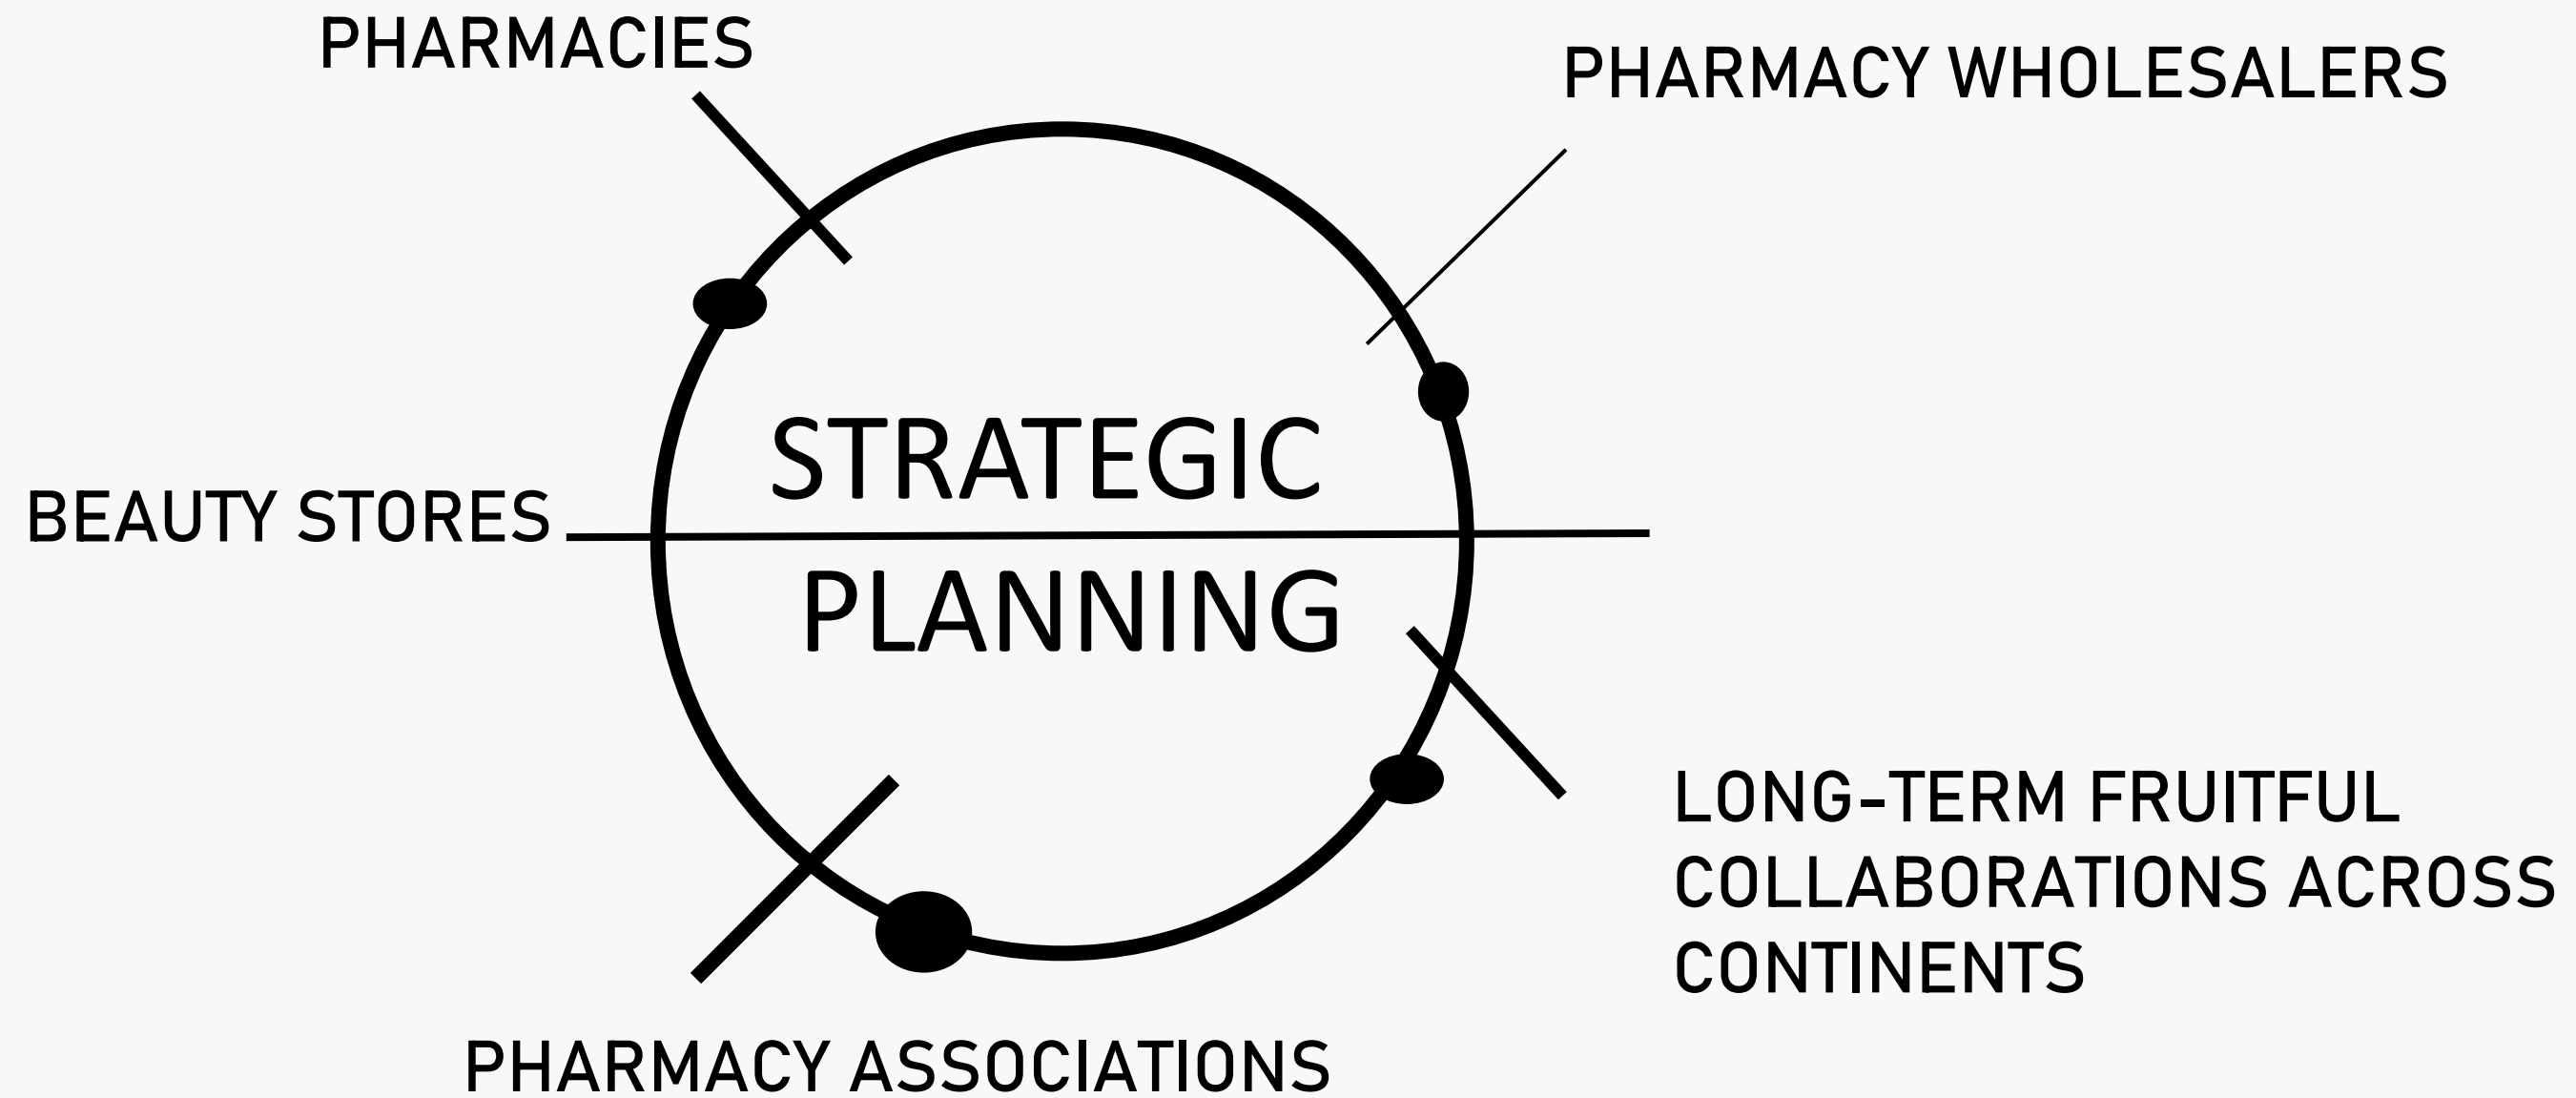 PHARMACIES
PHARMACY WHOLESALERS
STRATEGIC
BEAUTY STORES
PLANNING
LONG-TERM FRUITFUL
COLLABORATIONS ACROSS
CONTINENTS
PHARMACY ASSOCIATIONS